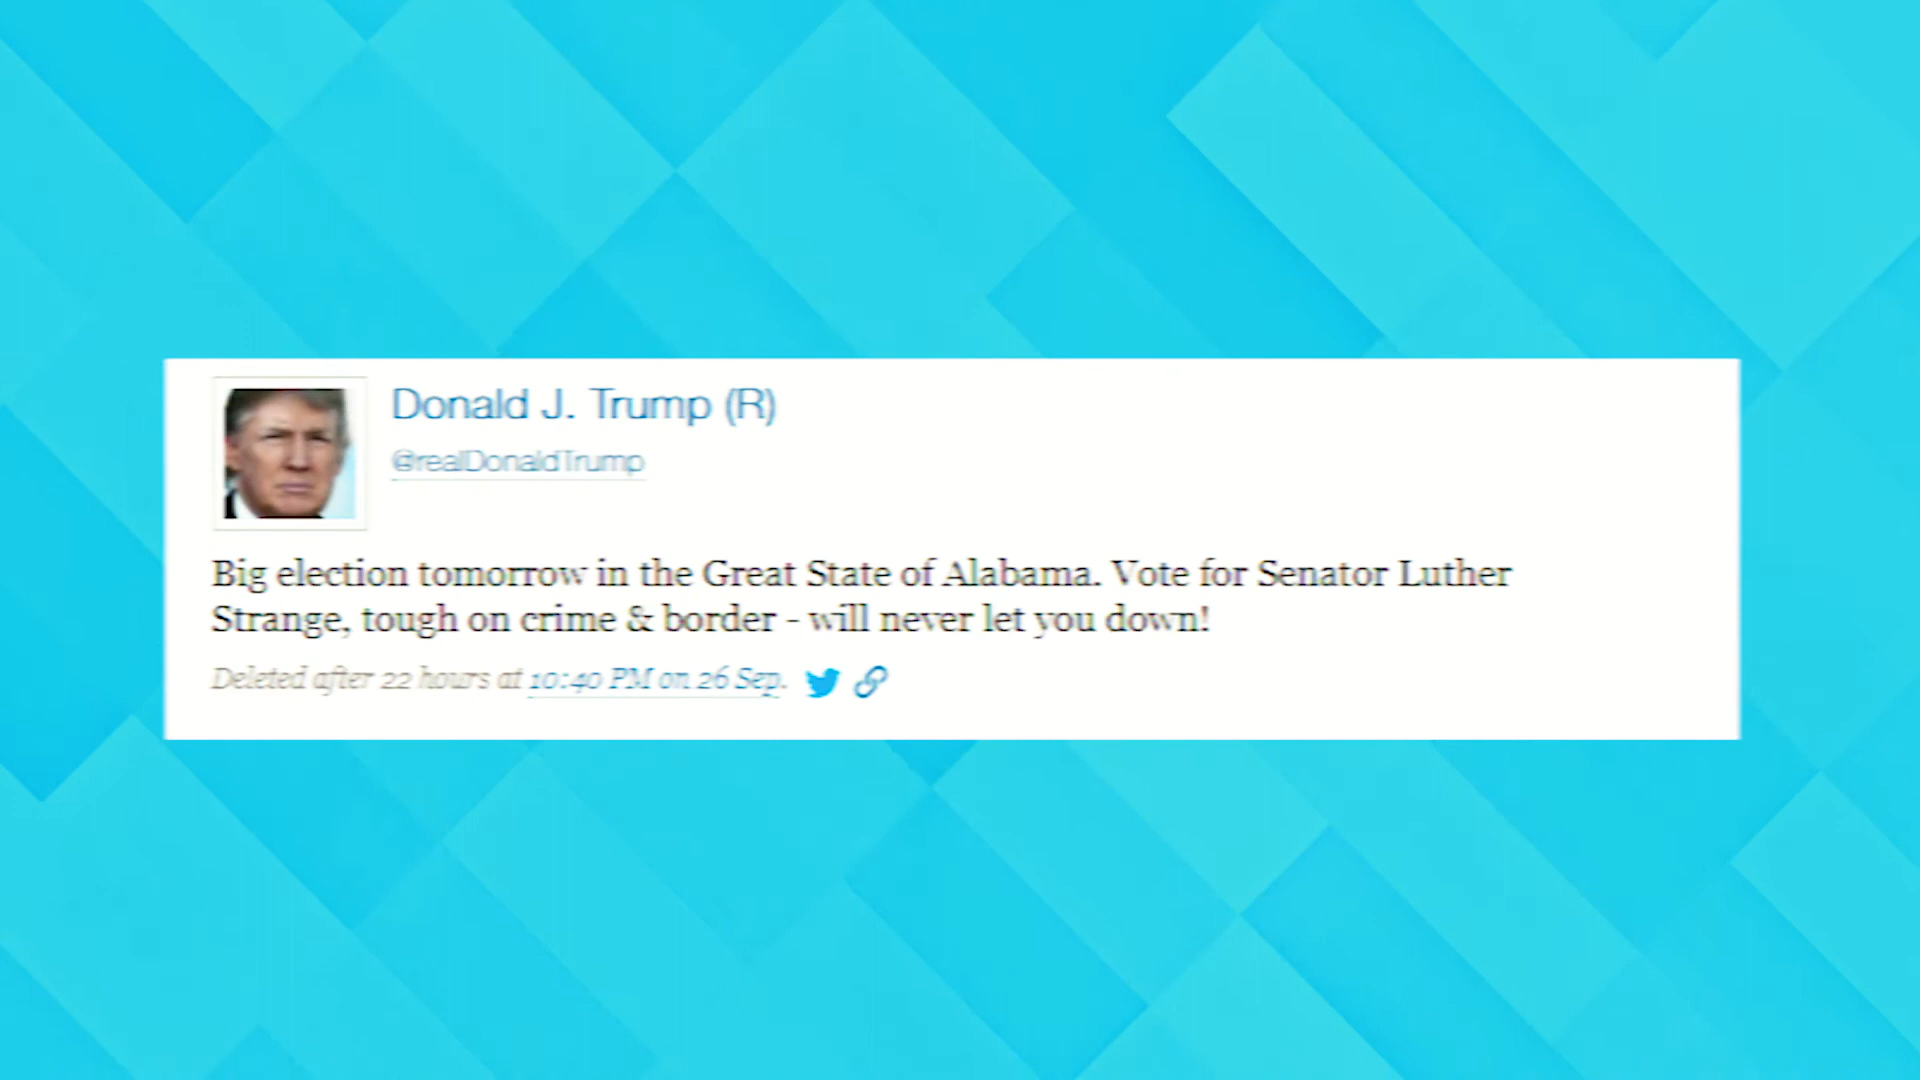 Donald J. Trump (R)
@realDonaldTrump
Big election tomorrow in the Great State of Alabama. Vote for Senator Luther
Strange, tough on crime & border - will never let you down!
Deleted after 22 hours at 10:40 PM on 26 Sep.